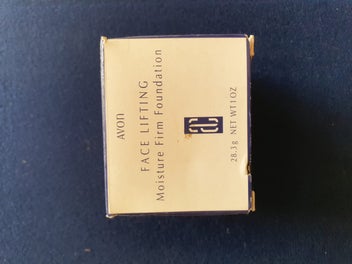 AVON
FACE LIFTING
Moisture Firm Foundation
28.3g NET WT 1 OZ